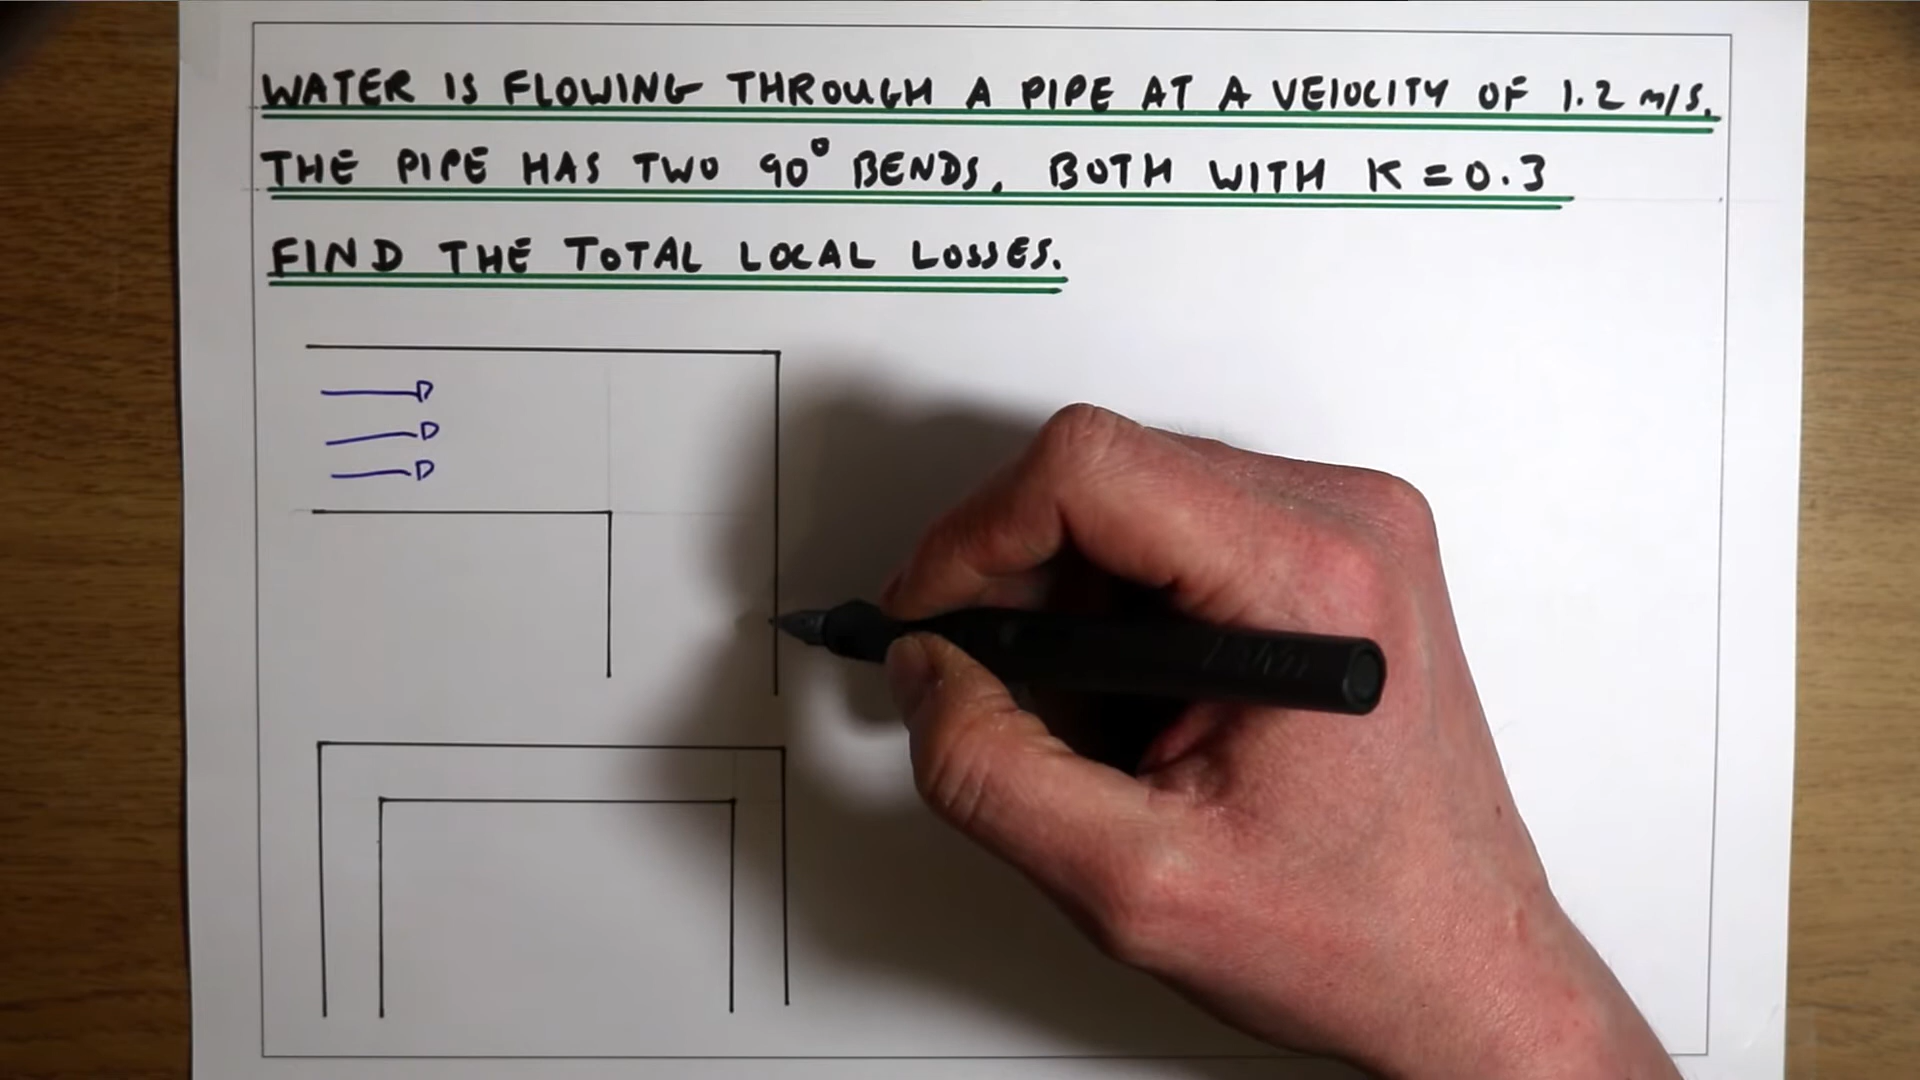 WATER IS FLOWING THROUGH A PIPE AT A VELOCITY OF 1.2 m/s.
THE PIPE HAS TWO 90° BENDS. BOTH WITH K = 0.3
FIND THE TOTAL LOCAL LOSSES.